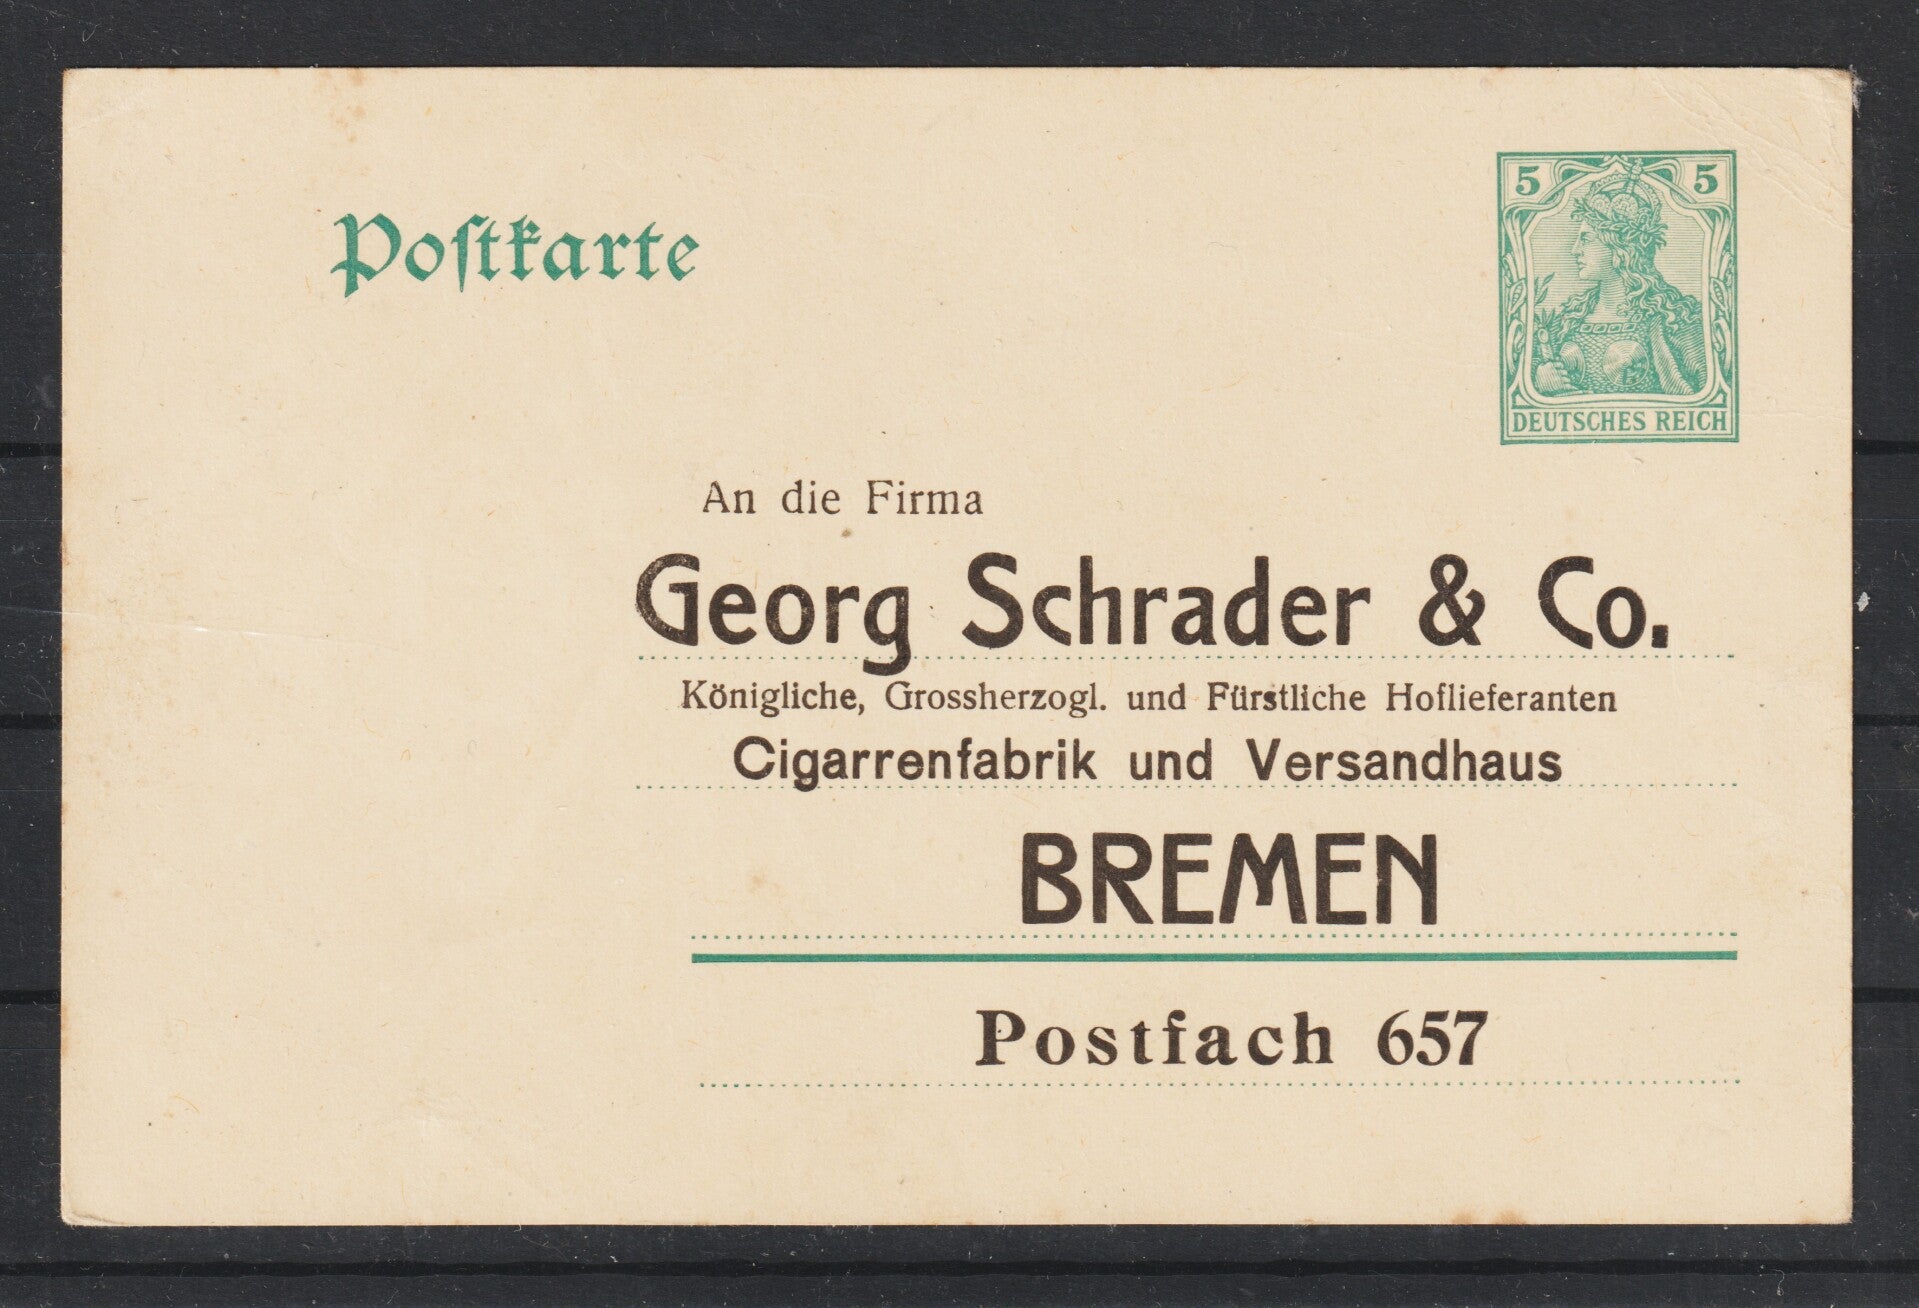 Postkarte
5 5
DEUTSCHES REICH
An die Firma
Georg Schrader & Co.
Königliche, Grossherzogl. und Fürstliche Hoflieferanten
Cigarrenfabrik und Versandhaus
BREMEN
Postfach 657